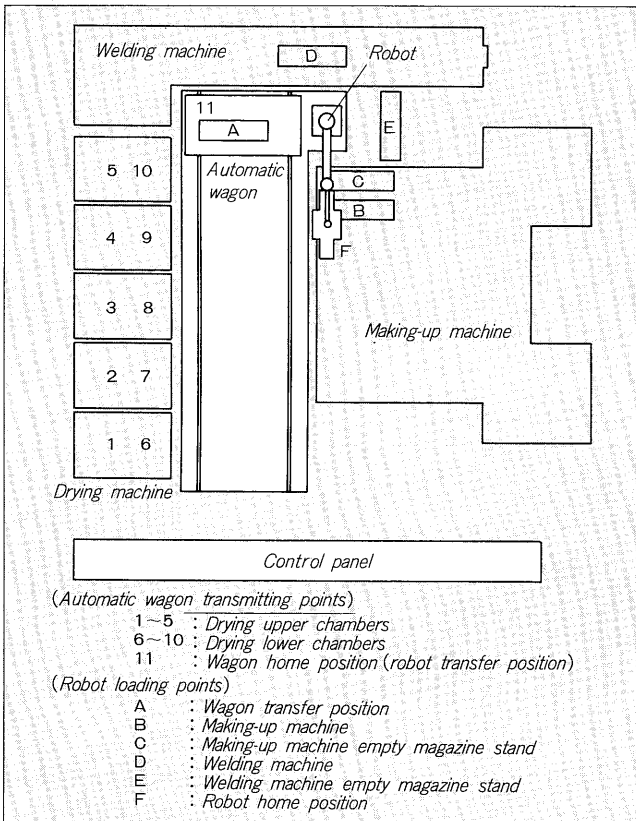 Welding machine
D
Robot
11
A
E
Automatic
wagon
C
B
F
5 10
4 9
3 8
2 7
1 6
Making-up machine
Drying machine
Control panel
(Automatic wagon transmitting points)
1~5 : Drying upper chambers
6~10 : Drying lower chambers
11 : Wagon home position (robot transfer position)
(Robot loading points)
A : Wagon transfer position
B : Making-up machine
C : Making-up machine empty magazine stand
D : Welding machine
E : Welding machine empty magazine stand
F : Robot home position